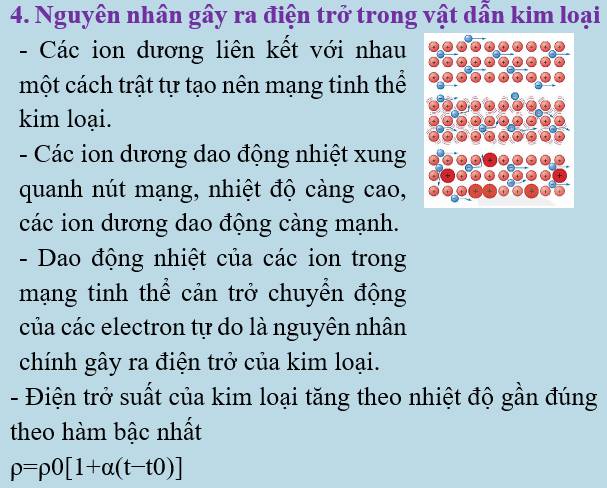 4. Nguyên nhân gây ra điện trở trong vật dẫn kim loại
- Các ion dương liên kết với nhau
một cách trật tự tạo nên mạng tinh thể
kim loại.
- Các ion dương dao động nhiệt xung
quanh nút mạng, nhiệt độ càng cao,
các ion dương dao động càng mạnh.
- Dao động nhiệt của các ion trong
mạng tinh thể cản trở chuyển động
của các electron tự do là nguyên nhân
chính gây ra điện trở của kim loại.
- Điện trở suất của kim loại tăng theo nhiệt độ gần đúng
theo hàm bậc nhất
ρ=ρ0[1+α(t−t0)]